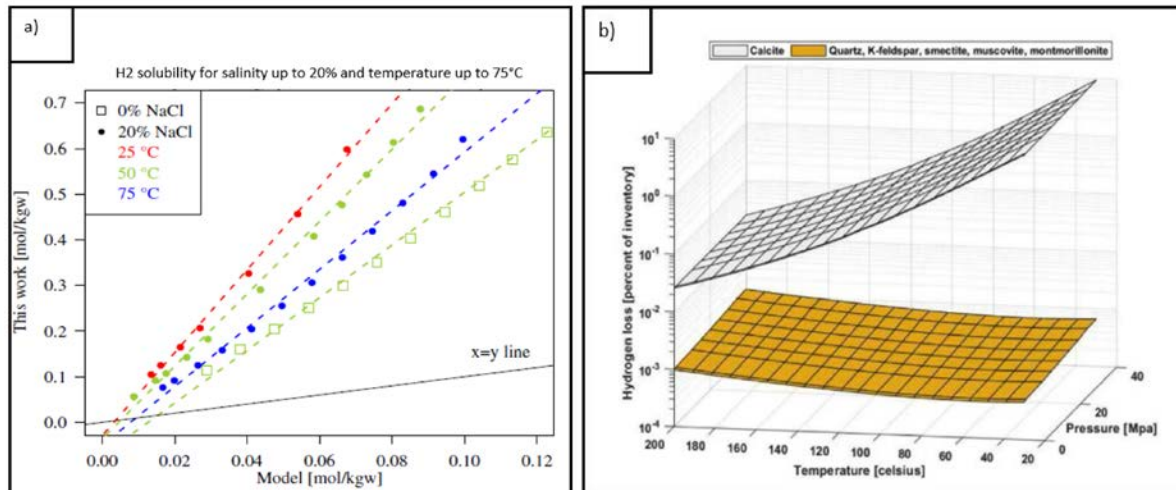 a)
H2 solubility for salinity up to 20% and temperature up to 75°C
0.7
0.6
0.5
0.4
0.3
0.2
0.1
0.0
This work [mol/kgw]
0% NaCl
20% NaCl
25 °C
50 °C
75 °C
x=y line
0.00 0.02 0.04 0.06 0.08 0.10 0.12
Model [mol/kgw]
b)
Calcite Quartz, K-feldspar, smectite, muscovite, montmorillonite
Hydrogen loss [percent of inventory]
10^1
10^0
10^-1
10^-2
10^-3
10^-4
200 180 160 140 120 100 80 60 40 20
Temperature [celsius]
0 20 40
Pressure [Mpa]